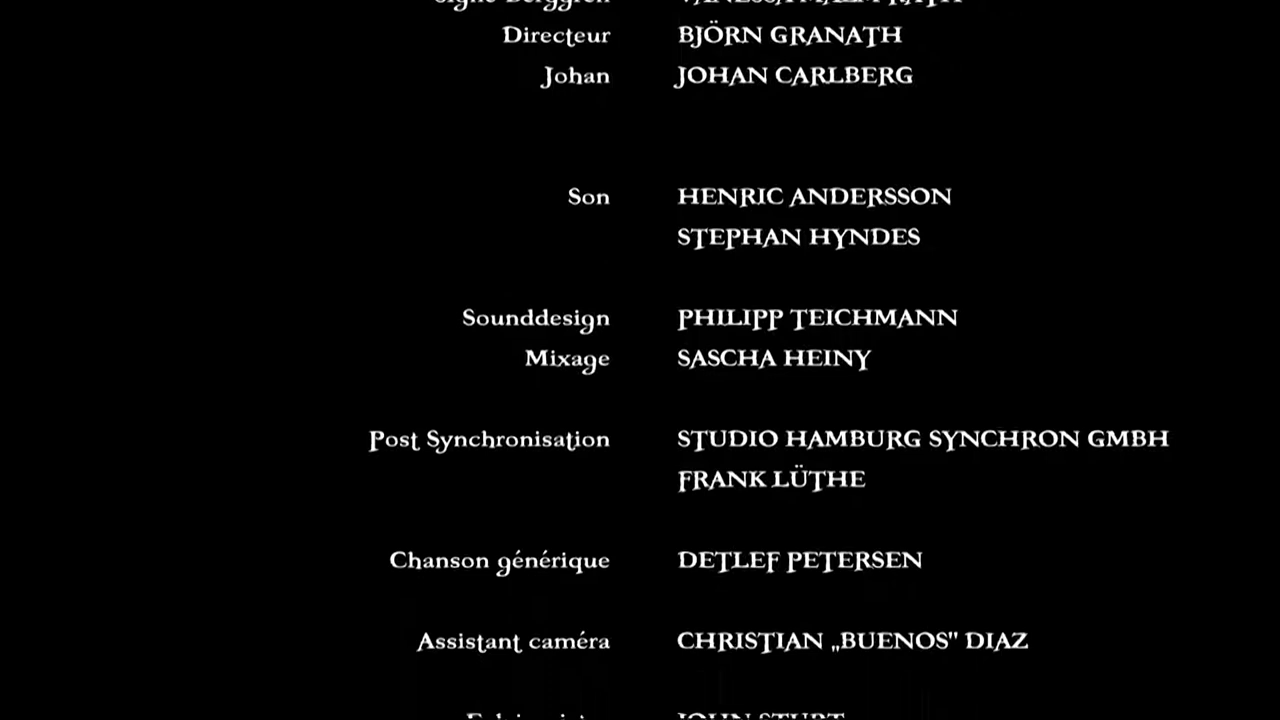 Directeur BJÖRN GRANATH
Johan JOHAN CARLBERG
Son HENRIC ANDERSSON
STEPHAN HYNDES
Sounddesign PHILIPP TEICHMANN
Mixage SASCHA HEINY
Post Synchronisation STUDIO HAMBURG SYNCHRON GMBH
FRANK LÜTHE
Chanson générique DETLEF PETERSEN
Assistant caméra CHRISTIAN „BUENOS" DIAZ